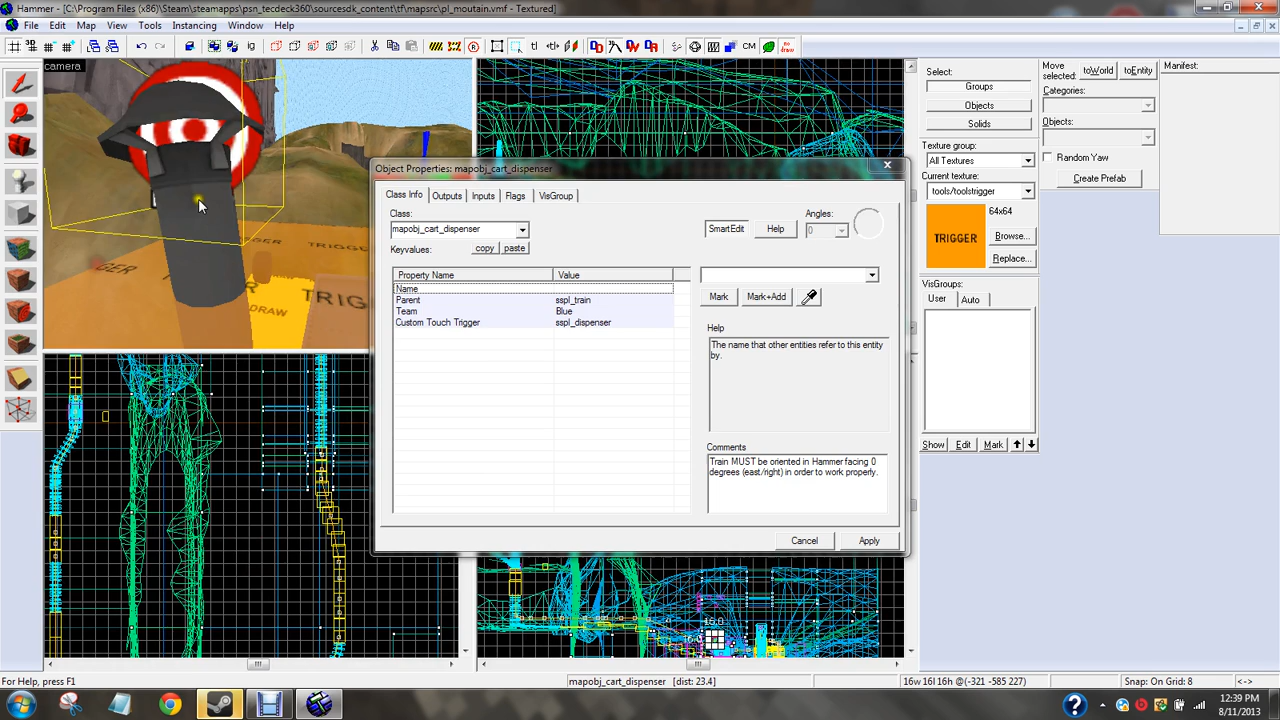 Hammer - [C:\Program Files (x86)\Steam\steamapps\psn_tecdeck360\sourcesdk_content\tf\mapsrc\pl_moutain.vmf - Textured]
File Edit Map View Tools Instancing Window Help
CM
camera
TRIGGER
DRAW
Object Properties: mapobj_cart_dispenser
Class Info Outputs Inputs Flags VisGroup
Class:
mapobj_cart_dispenser
SmartEdit Help
Angles:
0
Keyvalues: copy paste
Property Name Value
Name
Parent sspl_train
Team Blue
Custom Touch Trigger sspl_dispenser
Mark Mark+Add
Help
The name that other entities refer to this entity
by.
Comments
Train MUST be oriented in Hammer facing 0
degrees (east/right) in order to work properly.
Cancel Apply
Select:
Groups
Objects
Solids
Texture group:
All Textures
Current texture:
tools/toolstrigger
TRIGGER
64x64
Browse...
Replace...
VisGroups:
User Auto
Show Edit Mark
Move
selected:
toWorld toEntity
Categories:
Objects:
Random Yaw
Create Prefab
Manifest:
16.0
16.0
For Help, press F1
mapobj_cart_dispenser [dist: 23.4]
16w 16l 16h @(-321 -585 227)
Snap: On Grid: 8
<->
12:39 PM
8/11/2013